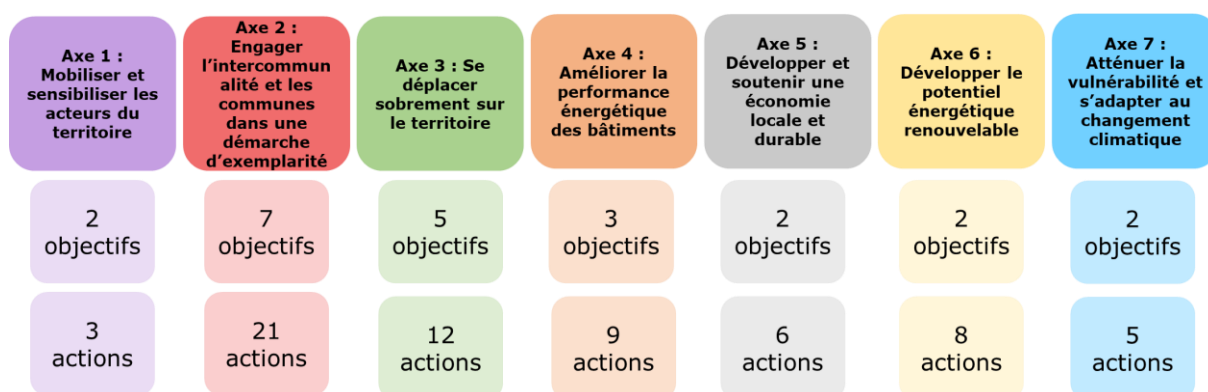 Axe 1 :
Mobiliser et
sensibiliser les
acteurs du
territoire
Axe 2 :
Engager
l’intercommun
alité et les
communes
dans une
démarche
d’exemplarité
Axe 3 : Se
déplacer
sobrement sur
le territoire
Axe 4 :
Améliorer la
performance
énergétique
des bâtiments
Axe 5 :
Développer et
soutenir une
économie
locale et
durable
Axe 6 :
Développer le
potentiel
énergétique
renouvelable
Axe 7 :
Atténuer la
vulnérabilité et
s’adapter au
changement
climatique
2
objectifs
7
objectifs
5
objectifs
3
objectifs
2
objectifs
2
objectifs
2
objectifs
3
actions
21
actions
12
actions
9
actions
6
actions
8
actions
5
actions